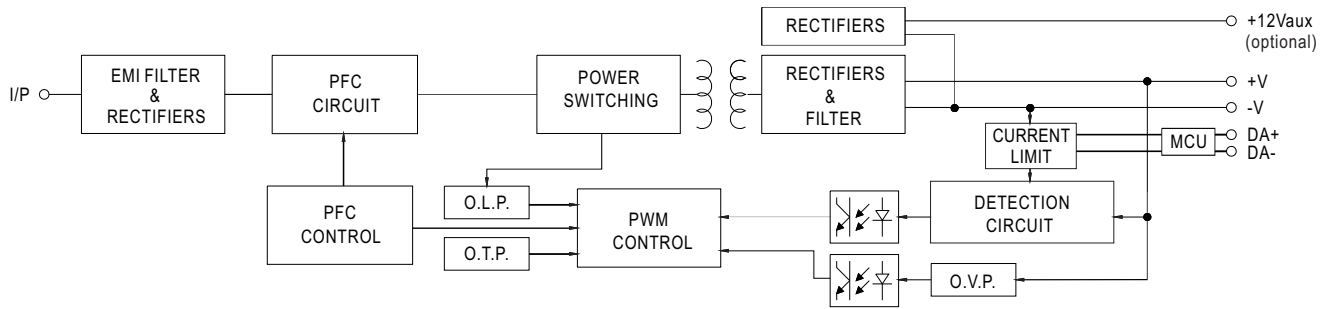 RECTIFIERS
+12Vaux
(optional)
I/P
EMI FILTER
&
RECTIFIERS
PFC
CIRCUIT
POWER
SWITCHING
RECTIFIERS
&
FILTER
+V
-V
CURRENT
LIMIT
MCU
DA+
DA-
PFC
CONTROL
O.L.P.
O.T.P.
PWM
CONTROL
DETECTION
CIRCUIT
O.V.P.